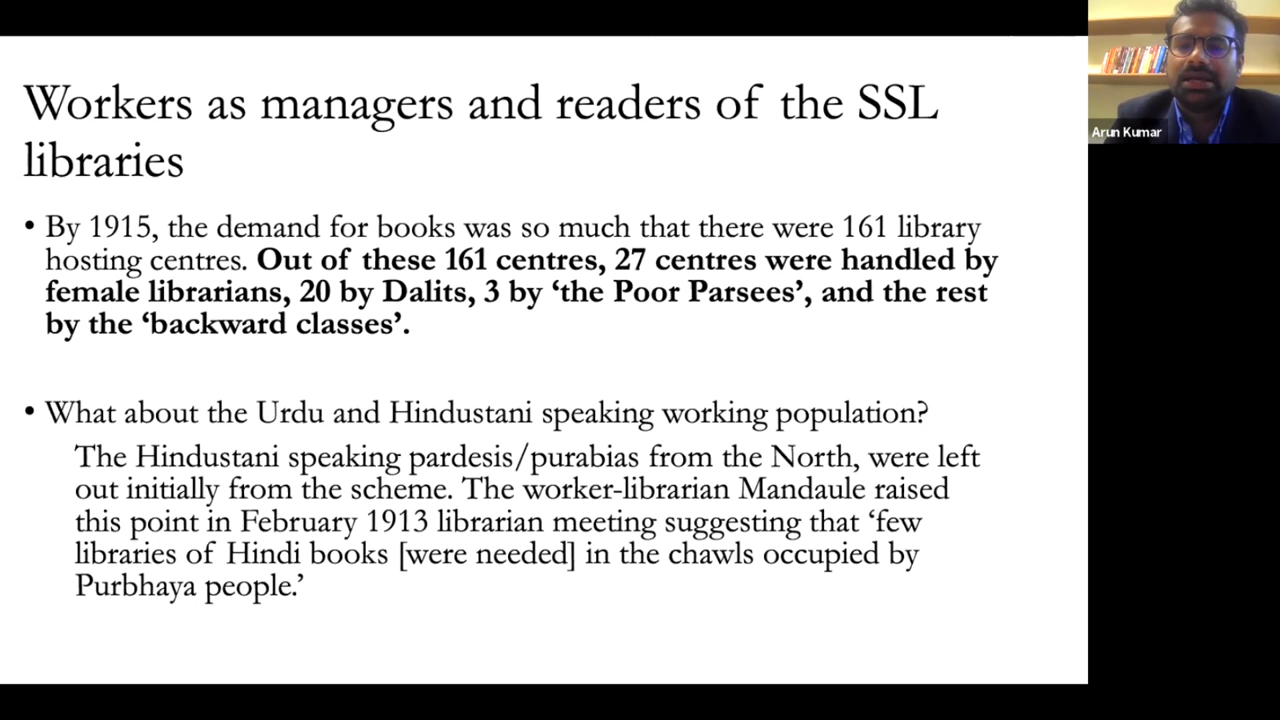 Workers as managers and readers of the SSL
libraries
• By 1915, the demand for books was so much that there were 161 library
hosting centres. Out of these 161 centres, 27 centres were handled by
female librarians, 20 by Dalits, 3 by ‘the Poor Parsees’, and the rest
by the ‘backward classes’.
• What about the Urdu and Hindustani speaking working population?
The Hindustani speaking pardesis/purabias from the North, were left
out initially from the scheme. The worker-librarian Mandaule raised
this point in February 1913 librarian meeting suggesting that ‘few
libraries of Hindi books [were needed] in the chawls occupied by
Purbhaya people.’
Arun Kumar